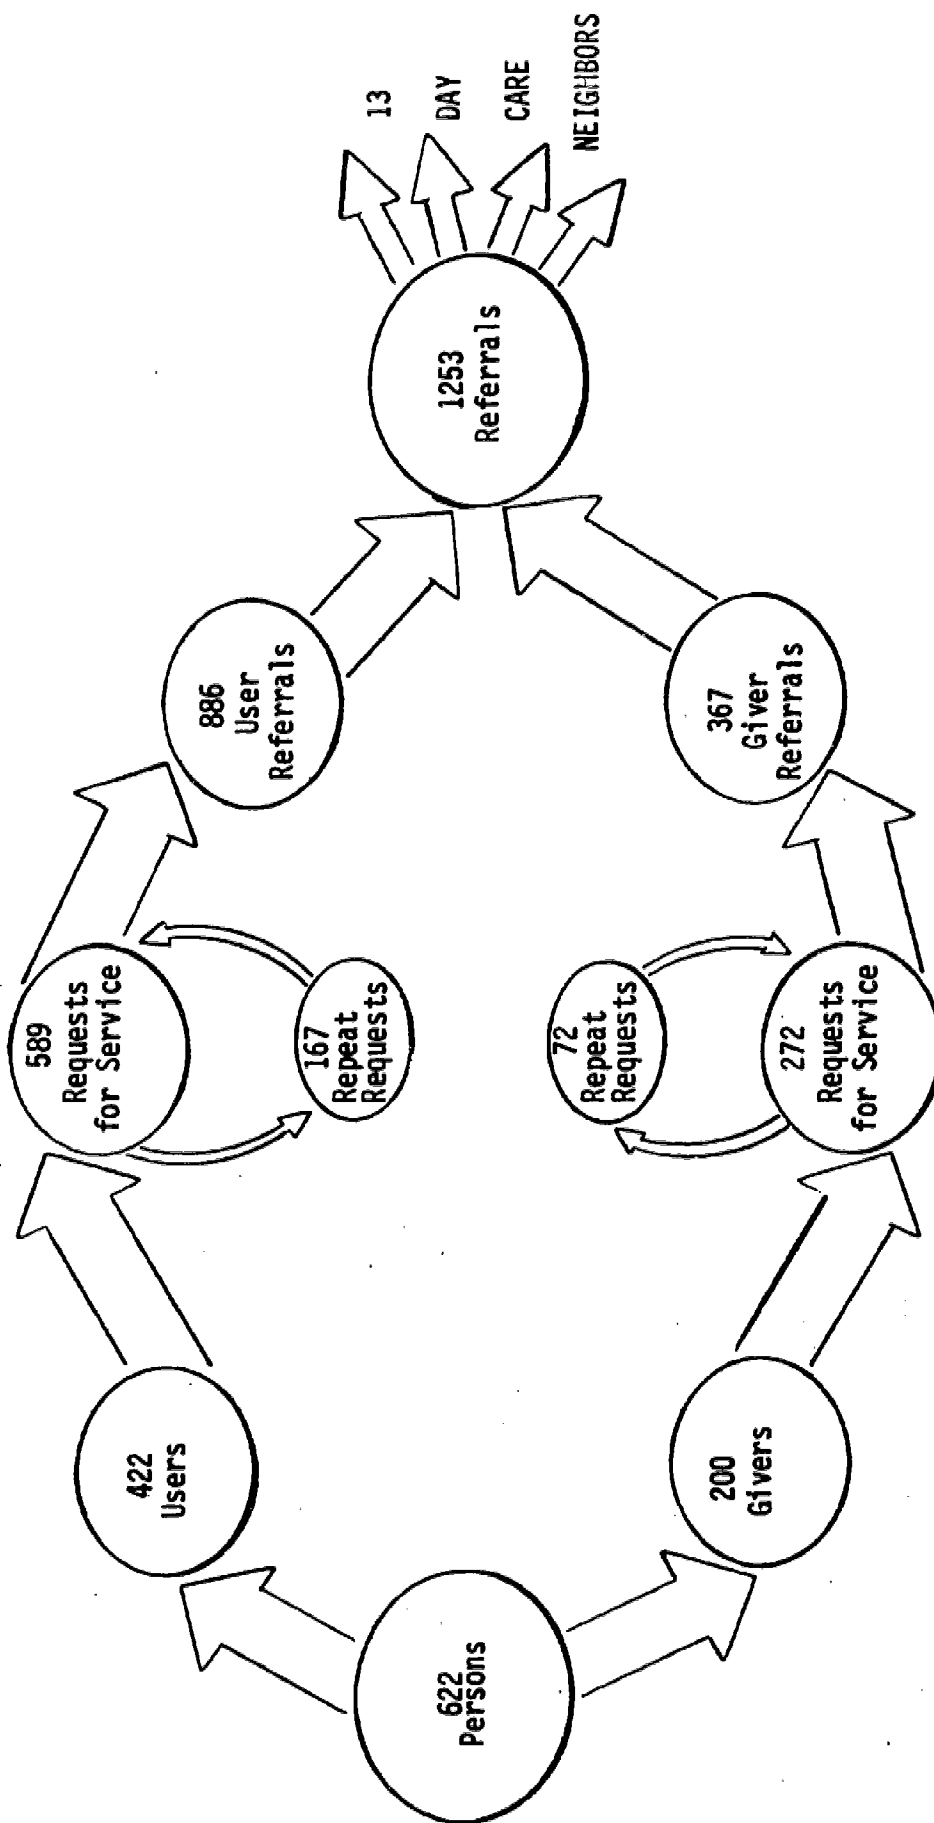 622
Persons
422
Users
200
Givers
589
Requests
for Service
167
Repeat
Requests
72
Repeat
Requests
272
Requests
for Service
886
User
Referrals
367
Giver
Referrals
1253
Referrals
13
DAY
CARE
NEIGHBORS